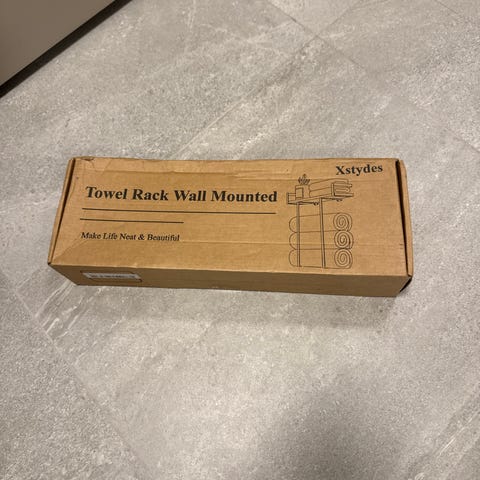 Xstydes
Towel Rack Wall Mounted
Make Life Neat & Beautiful